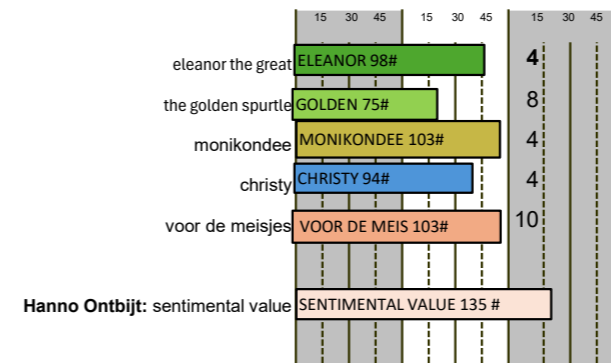 15 30 45 15 30 45 15 30 45
eleanor the great ELEANOR 98# 4
the golden spurtle GOLDEN 75# 8
monikondee MONIKONDEE 103# 4
christy CHRISTY 94# 4
voor de meisjes VOOR DE MEIS 103# 10
Hanno Ontbijt: sentimental value SENTIMENTAL VALUE 135 #